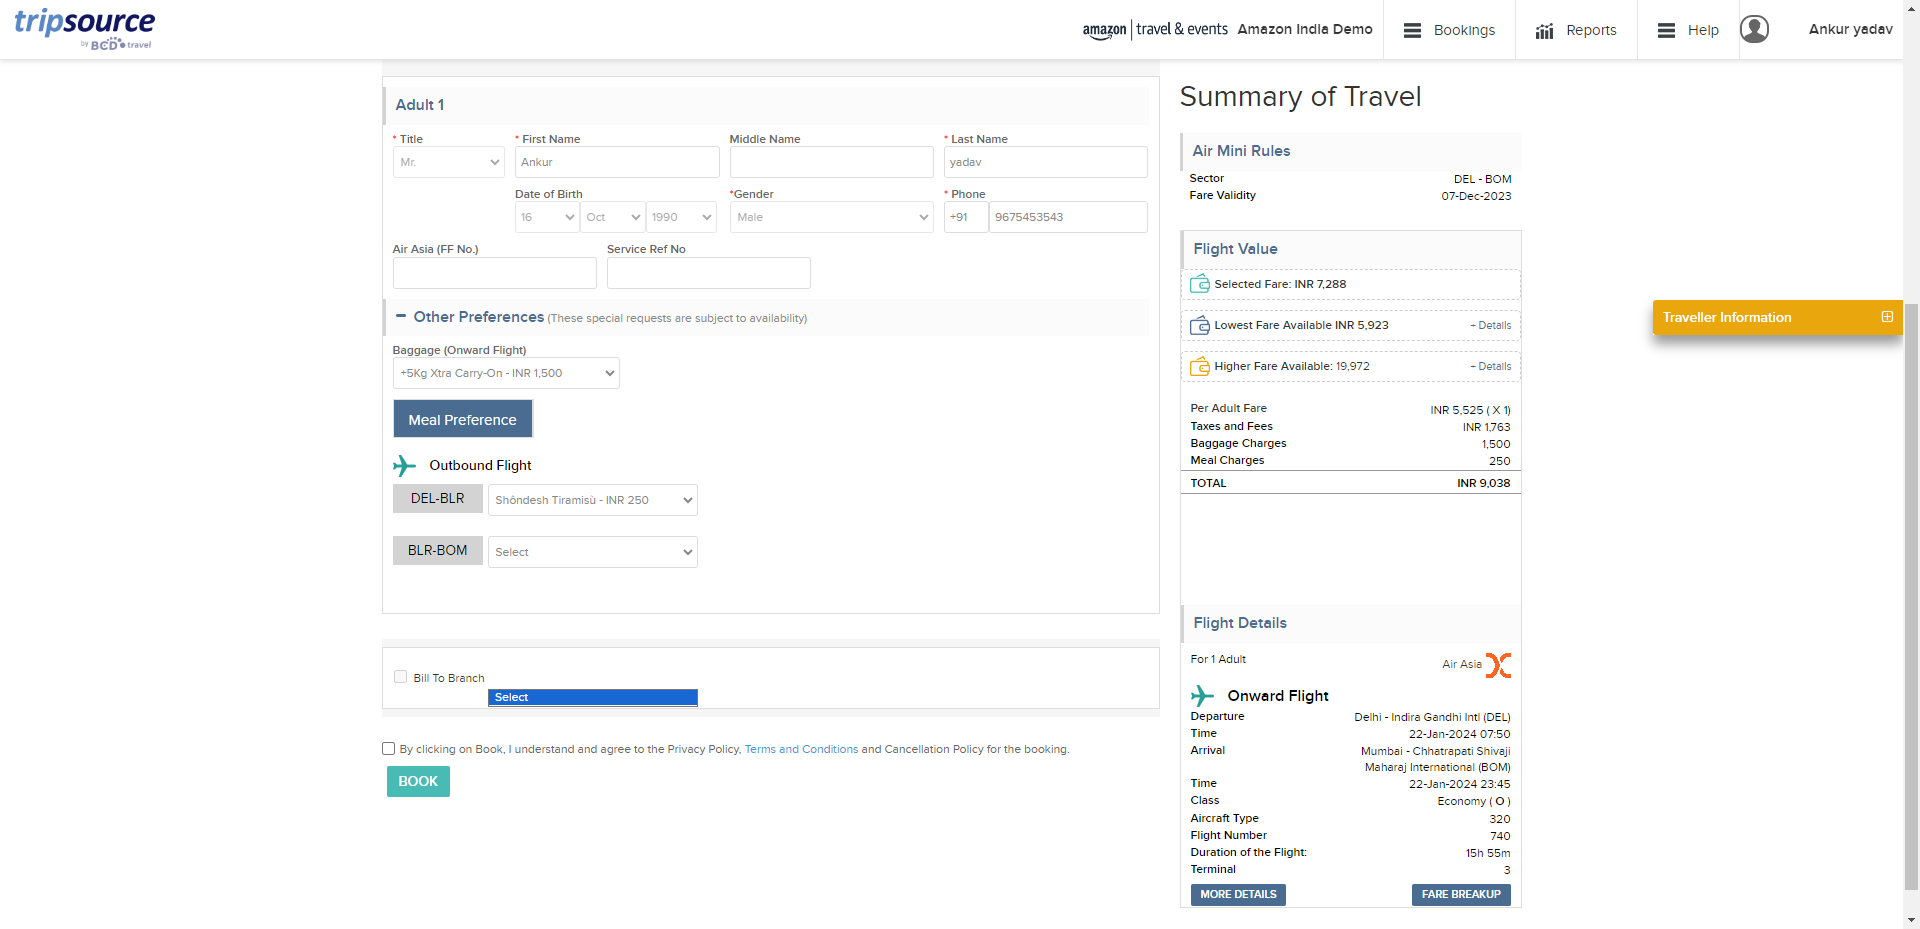 tripsource
by BCD travel
amazon travel & events Amazon India Demo
Bookings
Reports
Help
Ankur yadav
Adult 1
* Title
* First Name
Middle Name
* Last Name
Mr.
Ankur
yadav
Date of Birth
*Gender
* Phone
16
Oct
1990
Male
+91
9675453543
Air Asia (FF No.)
Service Ref No
Other Preferences (These special requests are subject to availability)
Baggage (Onward Flight)
+5Kg Xtra Carry-On - INR 1,500
Meal Preference
Outbound Flight
DEL-BLR
Shôndesh Tiramisù - INR 250
BLR-BOM
Select
Bill To Branch
Select
By clicking on Book, I understand and agree to the Privacy Policy, Terms and Conditions and Cancellation Policy for the booking.
BOOK
Summary of Travel
Air Mini Rules
Sector DEL - BOM
Fare Validity 07-Dec-2023
Flight Value
Selected Fare: INR 7,288
Lowest Fare Available INR 5,923 + Details
Higher Fare Available: 19,972 + Details
Per Adult Fare INR 5,525 ( X 1)
Taxes and Fees INR 1,763
Baggage Charges 1,500
Meal Charges 250
TOTAL INR 9,038
Flight Details
For 1 Adult Air Asia
Onward Flight
Departure Delhi - Indira Gandhi Intl (DEL)
Time 22-Jan-2024 07:50
Arrival Mumbai - Chhatrapati Shivaji
Maharaj International (BOM)
Time 22-Jan-2024 23:45
Class Economy ( O )
Aircraft Type 320
Flight Number 740
Duration of the Flight: 15h 55m
Terminal 3
MORE DETAILS FARE BREAKUP
Traveller Information